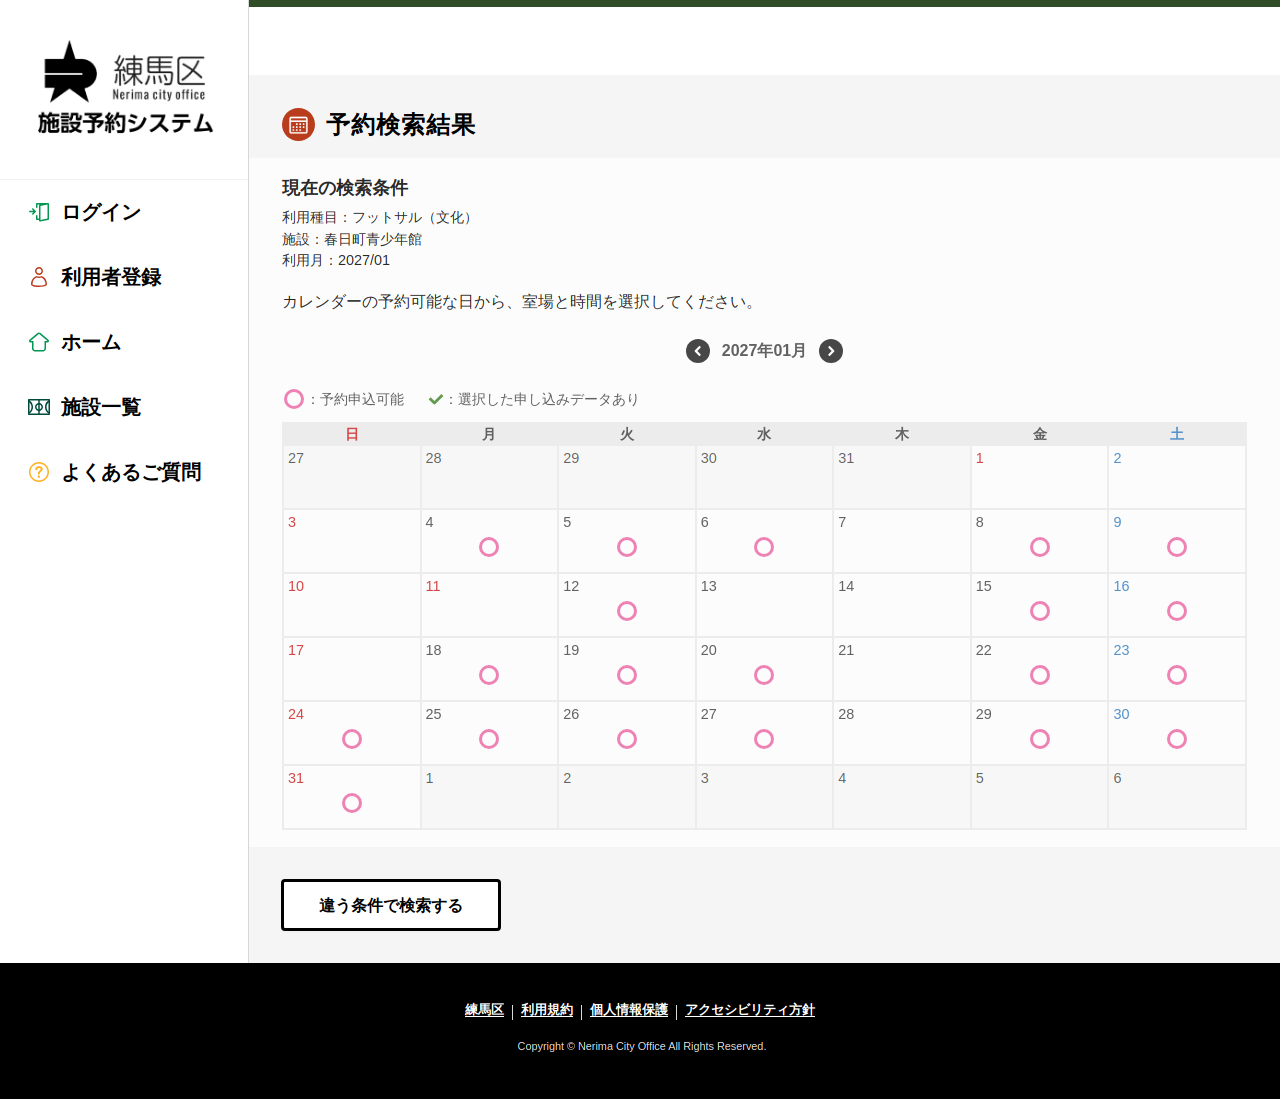 練馬区
Nerima city office
施設予約システム
ログイン
利用者登録
ホーム
施設一覧
よくあるご質問
予約検索結果
現在の検索条件
利用種目：フットサル（文化）
施設：春日町青少年館
利用月：2027/01
カレンダーの予約可能な日から、室場と時間を選択してください。
2027年01月
：予約申込可能 ：選択した申し込みデータあり
日 月 火 水 木 金 土
27 28 29 30 31 1 2
3 4 5 6 7 8 9
10 11 12 13 14 15 16
17 18 19 20 21 22 23
24 25 26 27 28 29 30
31 1 2 3 4 5 6
違う条件で検索する
練馬区 | 利用規約 | 個人情報保護 | アクセシビリティ方針
Copyright © Nerima City Office All Rights Reserved.